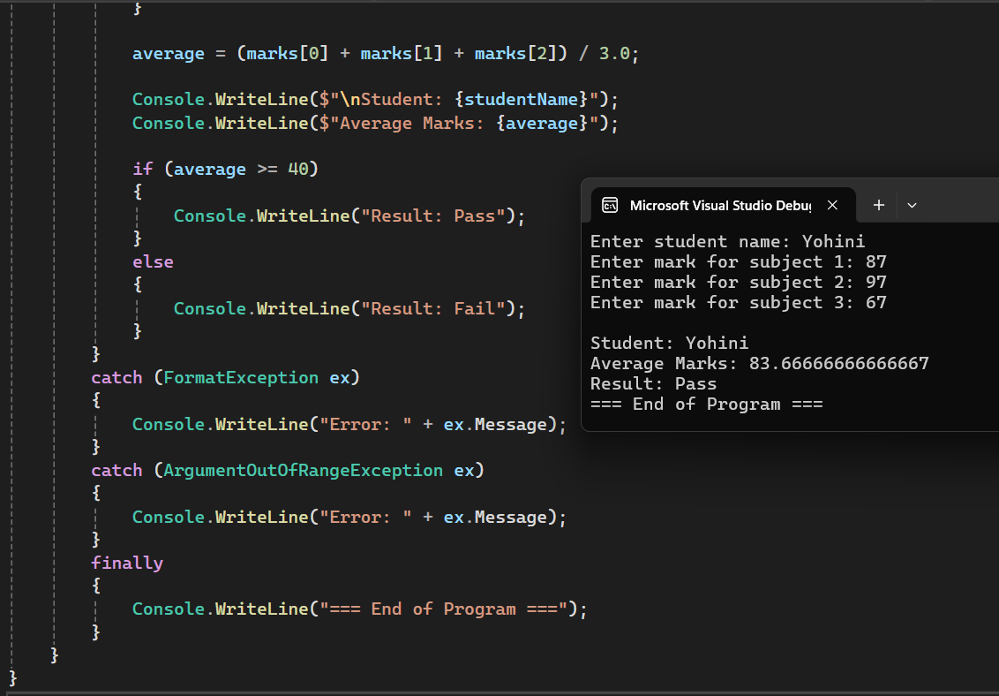 }
average = (marks[0] + marks[1] + marks[2]) / 3.0;
Console.WriteLine($"\nStudent: {studentName}");
Console.WriteLine($"Average Marks: {average}");
if (average >= 40)
{
Console.WriteLine("Result: Pass");
}
else
{
Console.WriteLine("Result: Fail");
}
}
catch (FormatException ex)
{
Console.WriteLine("Error: " + ex.Message);
}
catch (ArgumentOutOfRangeException ex)
{
Console.WriteLine("Error: " + ex.Message);
}
finally
{
Console.WriteLine("=== End of Program ===");
}
}
}
Microsoft Visual Studio Debug
Enter student name: Yohini
Enter mark for subject 1: 87
Enter mark for subject 2: 97
Enter mark for subject 3: 67
Student: Yohini
Average Marks: 83.66666666666667
Result: Pass
=== End of Program ===